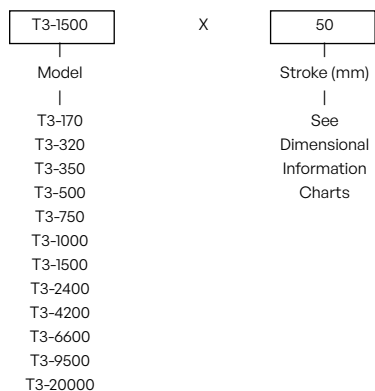 T3-1500 X 50
Model Stroke (mm)
T3-170 See
T3-320 Dimensional
T3-350 Information
T3-500 Charts
T3-750
T3-1000
T3-1500
T3-2400
T3-4200
T3-6600
T3-9500
T3-20000